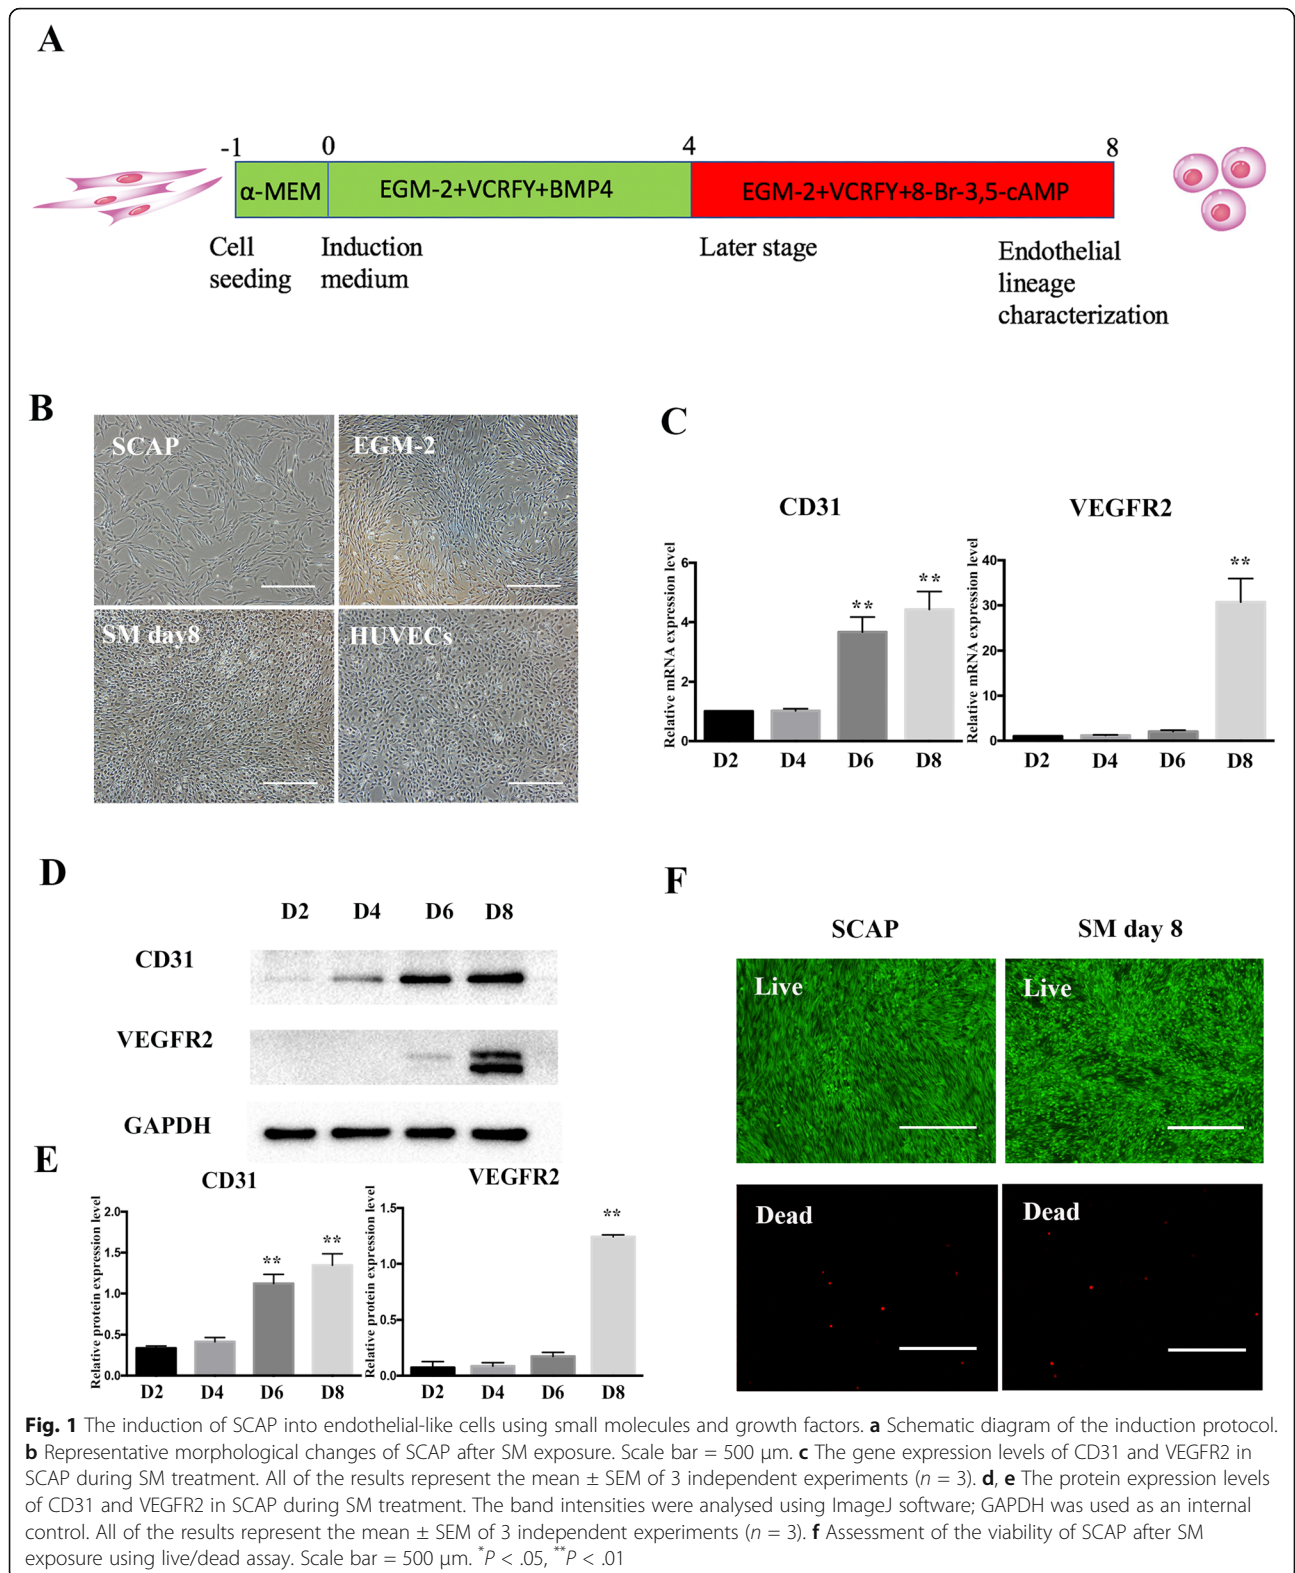 A
-1 0 4 8
α-MEM EGM-2+VCRFY+BMP4 EGM-2+VCRFY+8-Br-3,5-cAMP
Cell
seeding
Induction
medium
Later stage
Endothelial
lineage
characterization
B
SCAP
EGM-2
SM day8
HUVECs
C
CD31
Relative mRNA expression level
6
4
2
0
**
**
D2 D4 D6 D8
VEGFR2
Relative mRNA expression level
40
30
20
10
0
**
D2 D4 D6 D8
D
D2 D4 D6 D8
CD31
VEGFR2
GAPDH
E
CD31
Relative protein expression level
2.0
1.5
1.0
0.5
0.0
**
**
D2 D4 D6 D8
VEGFR2
Relative protein expression level
1.5
1.0
0.5
0.0
**
D2 D4 D6 D8
F
SCAP
SM day 8
Live
Live
Dead
Dead
Fig. 1 The induction of SCAP into endothelial-like cells using small molecules and growth factors. a Schematic diagram of the induction protocol.
b Representative morphological changes of SCAP after SM exposure. Scale bar = 500 μm. c The gene expression levels of CD31 and VEGFR2 in
SCAP during SM treatment. All of the results represent the mean ± SEM of 3 independent experiments (n = 3). d, e The protein expression levels
of CD31 and VEGFR2 in SCAP during SM treatment. The band intensities were analysed using ImageJ software; GAPDH was used as an internal
control. All of the results represent the mean ± SEM of 3 independent experiments (n = 3). f Assessment of the viability of SCAP after SM
exposure using live/dead assay. Scale bar = 500 μm. *P < .05, **P < .01